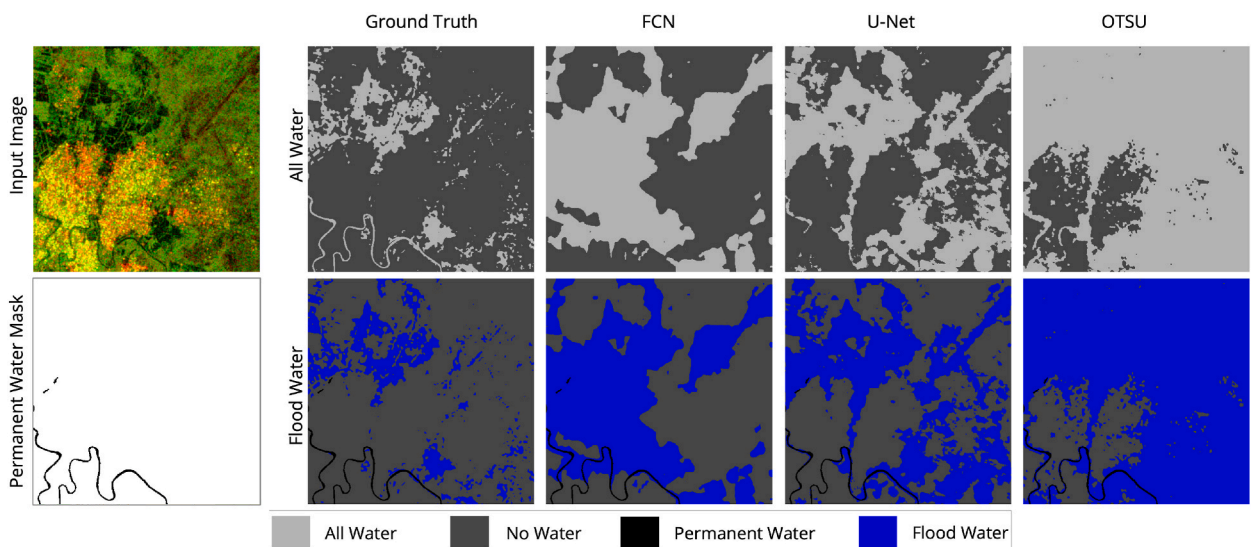 Ground Truth
FCN
U-Net
OTSU
Input Image
All Water
Permanent Water Mask
Flood Water
All Water
No Water
Permanent Water
Flood Water